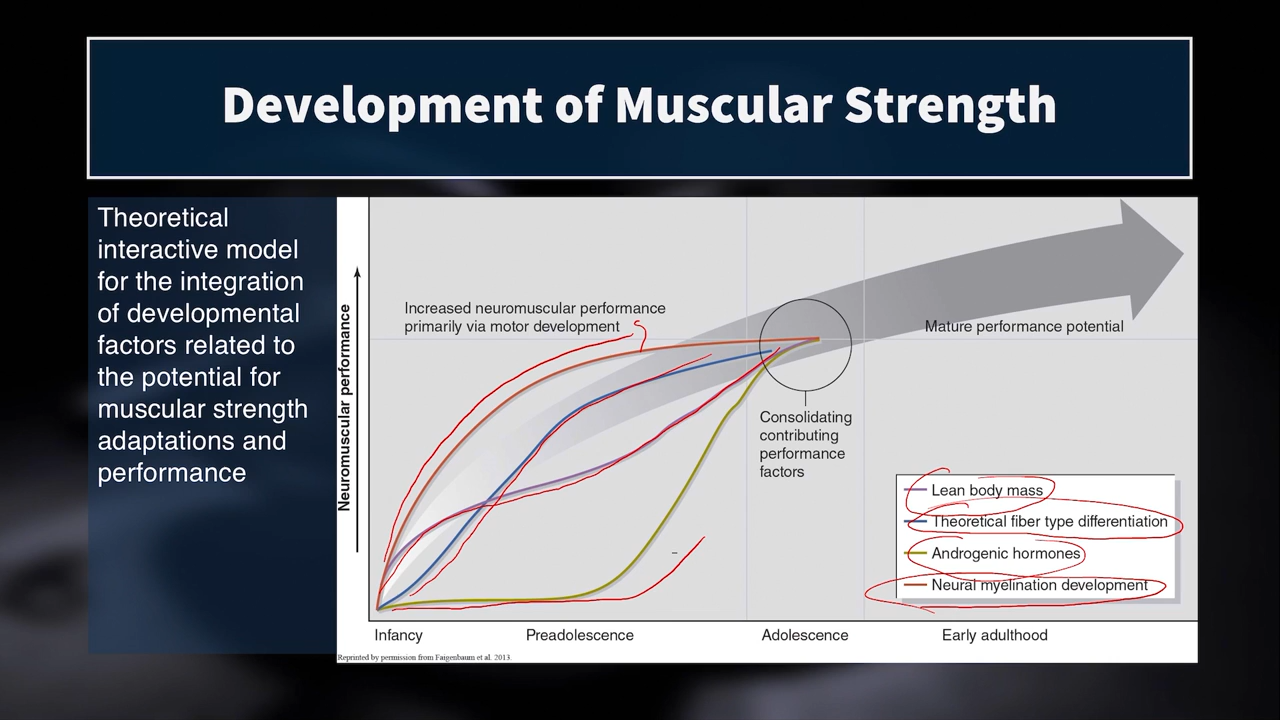 Development of Muscular Strength
Theoretical
interactive model
for the integration
of developmental
factors related to
the potential for
muscular strength
adaptations and
performance
Neuromuscular performance
Increased neuromuscular performance
primarily via motor development
Mature performance potential
Consolidating
contributing
performance
factors
Lean body mass
Theoretical fiber type differentiation
Androgenic hormones
Neural myelination development
Infancy
Preadolescence
Adolescence
Early adulthood
Reprinted by permission from Faigenbaum et al. 2013.